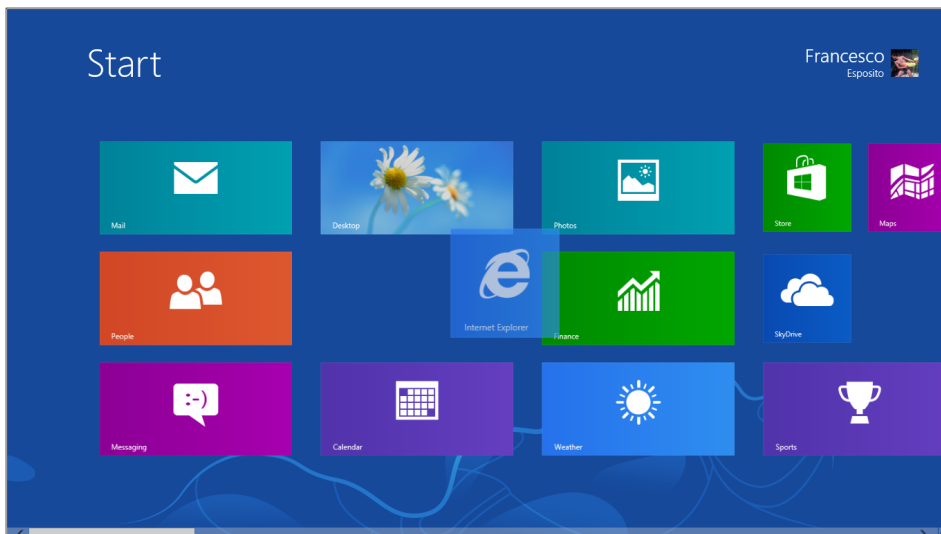 Start
Francesco
Esposito
Mail
Desktop
Photos
Store
Maps
People
Internet Explorer
Finance
SkyDrive
:-)
Messaging
Calendar
Weather
Sports